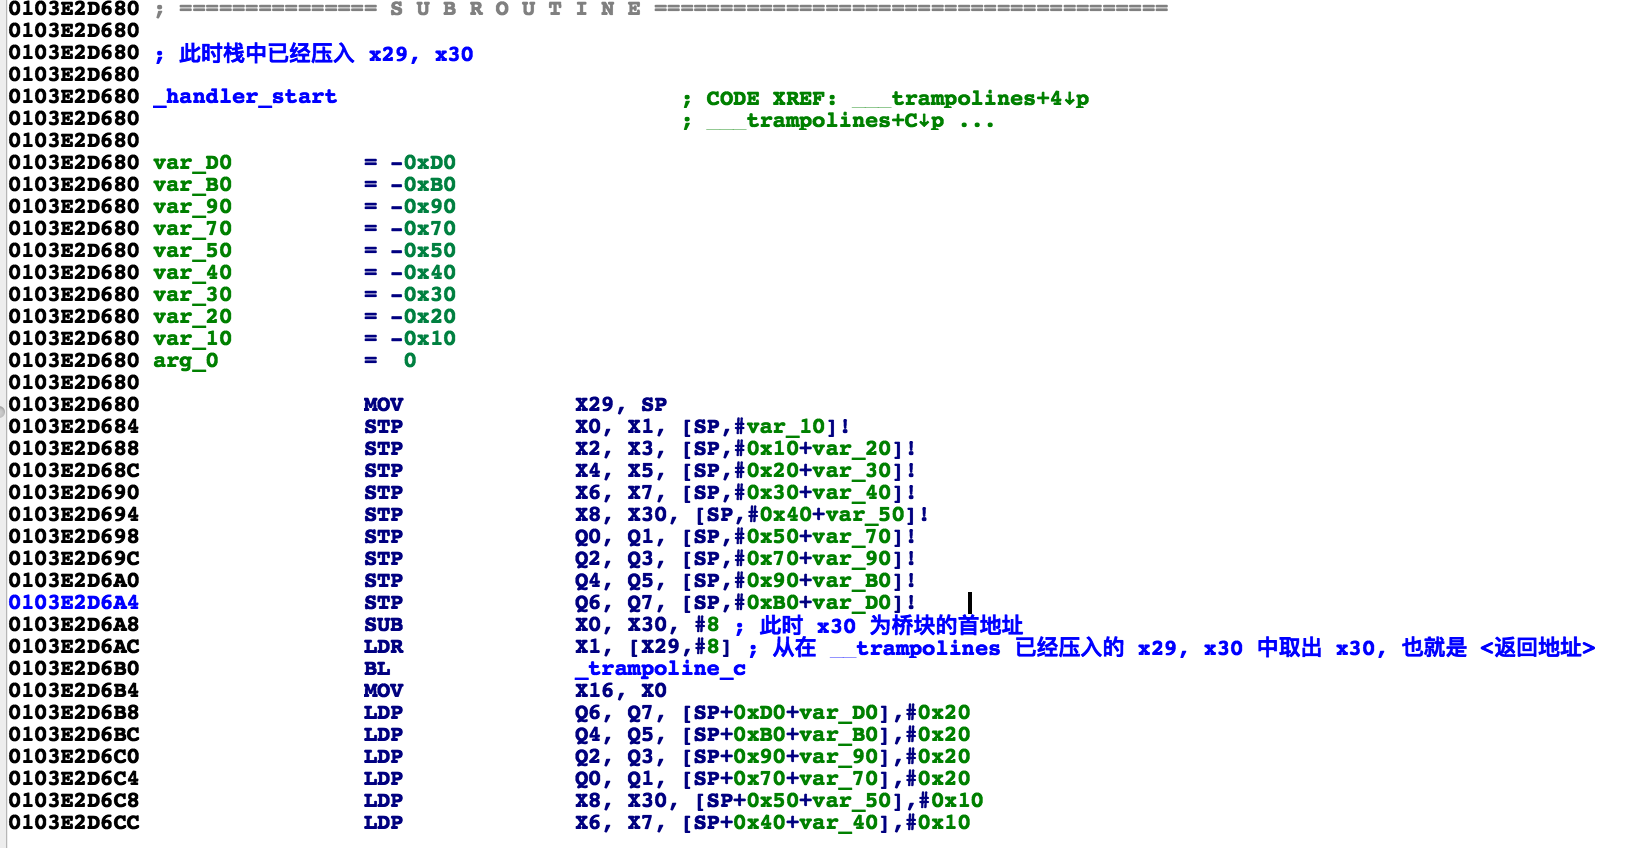 0103E2D680 ; =============== S U B R O U T I N E =======================================
0103E2D680
0103E2D680 ; 此时栈中已经压入 x29, x30
0103E2D680
0103E2D680 _handler_start ; CODE XREF: ___trampolines+4↓p
0103E2D680 ; ___trampolines+C↓p ...
0103E2D680
0103E2D680 var_D0 = -0xD0
0103E2D680 var_B0 = -0xB0
0103E2D680 var_90 = -0x90
0103E2D680 var_70 = -0x70
0103E2D680 var_50 = -0x50
0103E2D680 var_40 = -0x40
0103E2D680 var_30 = -0x30
0103E2D680 var_20 = -0x20
0103E2D680 var_10 = -0x10
0103E2D680 arg_0 = 0
0103E2D680
0103E2D680 MOV X29, SP
0103E2D684 STP X0, X1, [SP,#var_10]!
0103E2D688 STP X2, X3, [SP,#0x10+var_20]!
0103E2D68C STP X4, X5, [SP,#0x20+var_30]!
0103E2D690 STP X6, X7, [SP,#0x30+var_40]!
0103E2D694 STP X8, X30, [SP,#0x40+var_50]!
0103E2D698 STP Q0, Q1, [SP,#0x50+var_70]!
0103E2D69C STP Q2, Q3, [SP,#0x70+var_90]!
0103E2D6A0 STP Q4, Q5, [SP,#0x90+var_B0]!
0103E2D6A4 STP Q6, Q7, [SP,#0xB0+var_D0]!
0103E2D6A8 SUB X0, X30, #8 ; 此时 x30 为桥块的首地址
0103E2D6AC LDR X1, [X29,#8] ; 从在 __trampolines 已经压入的 x29, x30 中取出 x30, 也就是 <返回地址>
0103E2D6B0 BL _trampoline_c
0103E2D6B4 MOV X16, X0
0103E2D6B8 LDP Q6, Q7, [SP+0xD0+var_D0],#0x20
0103E2D6BC LDP Q4, Q5, [SP+0xB0+var_B0],#0x20
0103E2D6C0 LDP Q2, Q3, [SP+0x90+var_90],#0x20
0103E2D6C4 LDP Q0, Q1, [SP+0x70+var_70],#0x20
0103E2D6C8 LDP X8, X30, [SP+0x50+var_50],#0x10
0103E2D6CC LDP X6, X7, [SP+0x40+var_40],#0x10